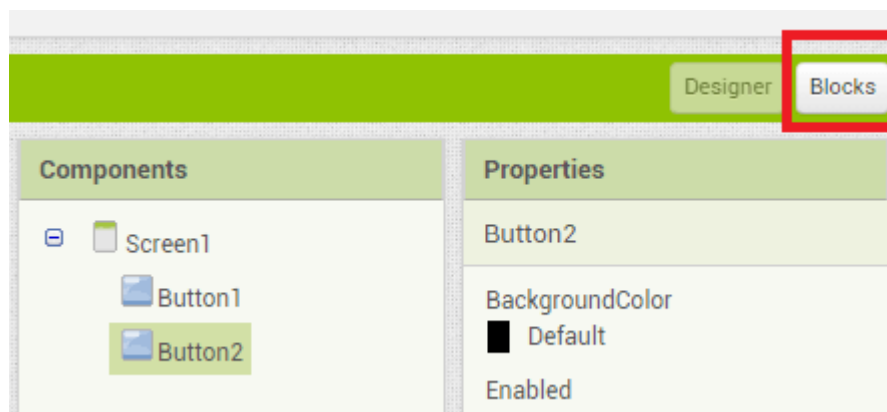 Designer
Blocks
Components
Properties
Screen1
Button1
Button2
Button2
BackgroundColor
Default
Enabled